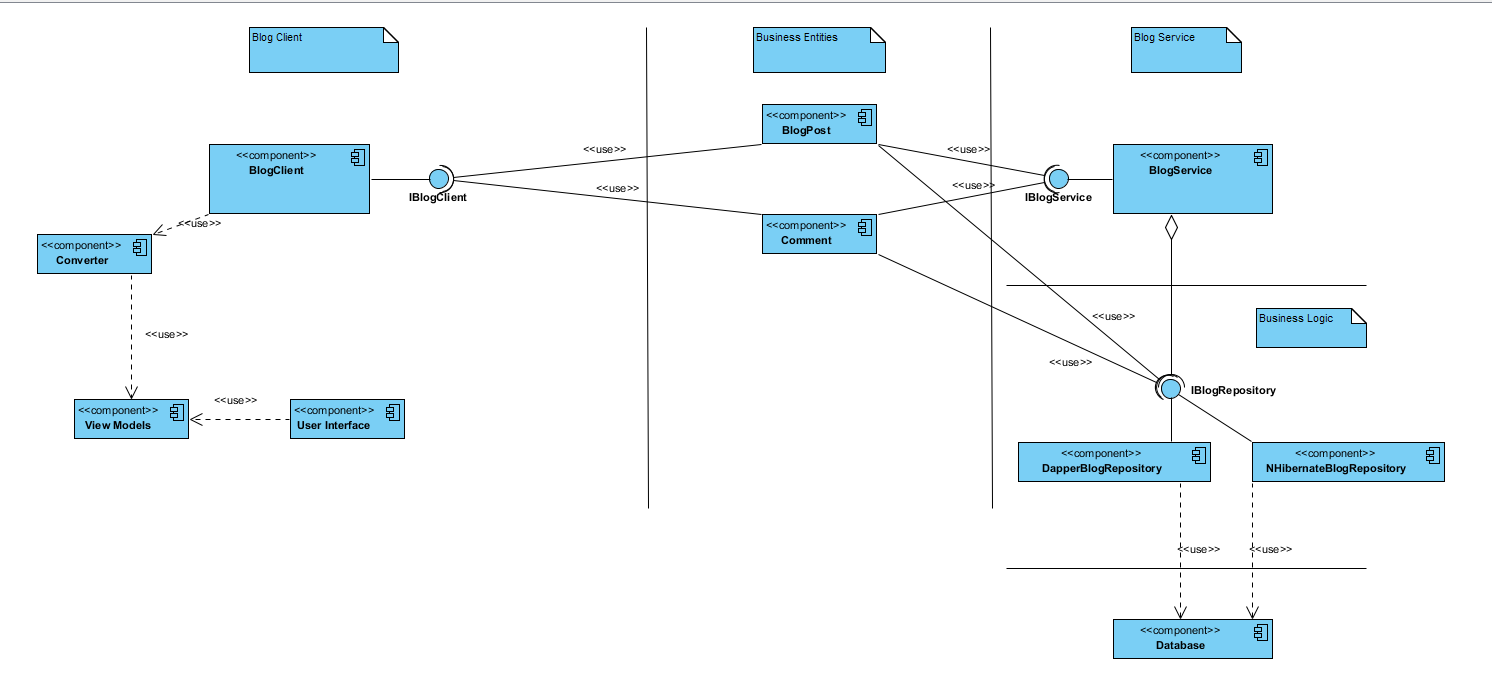 Blog Client
Business Entities
Blog Service
<<component>>
BlogPost
<<component>>
BlogClient
<<use>>
<<use>>
<<component>>
BlogService
<<use>>
<<use>>
IBlogClient
IBlogService
<<use>>
<<component>>
Comment
<<component>>
Converter
<<use>>
Business Logic
<<use>>
<<use>>
IBlogRepository
<<use>>
<<component>>
View Models
<<component>>
User Interface
<<component>>
DapperBlogRepository
<<component>>
NHibernateBlogRepository
<<use>>
<<use>>
<<component>>
Database